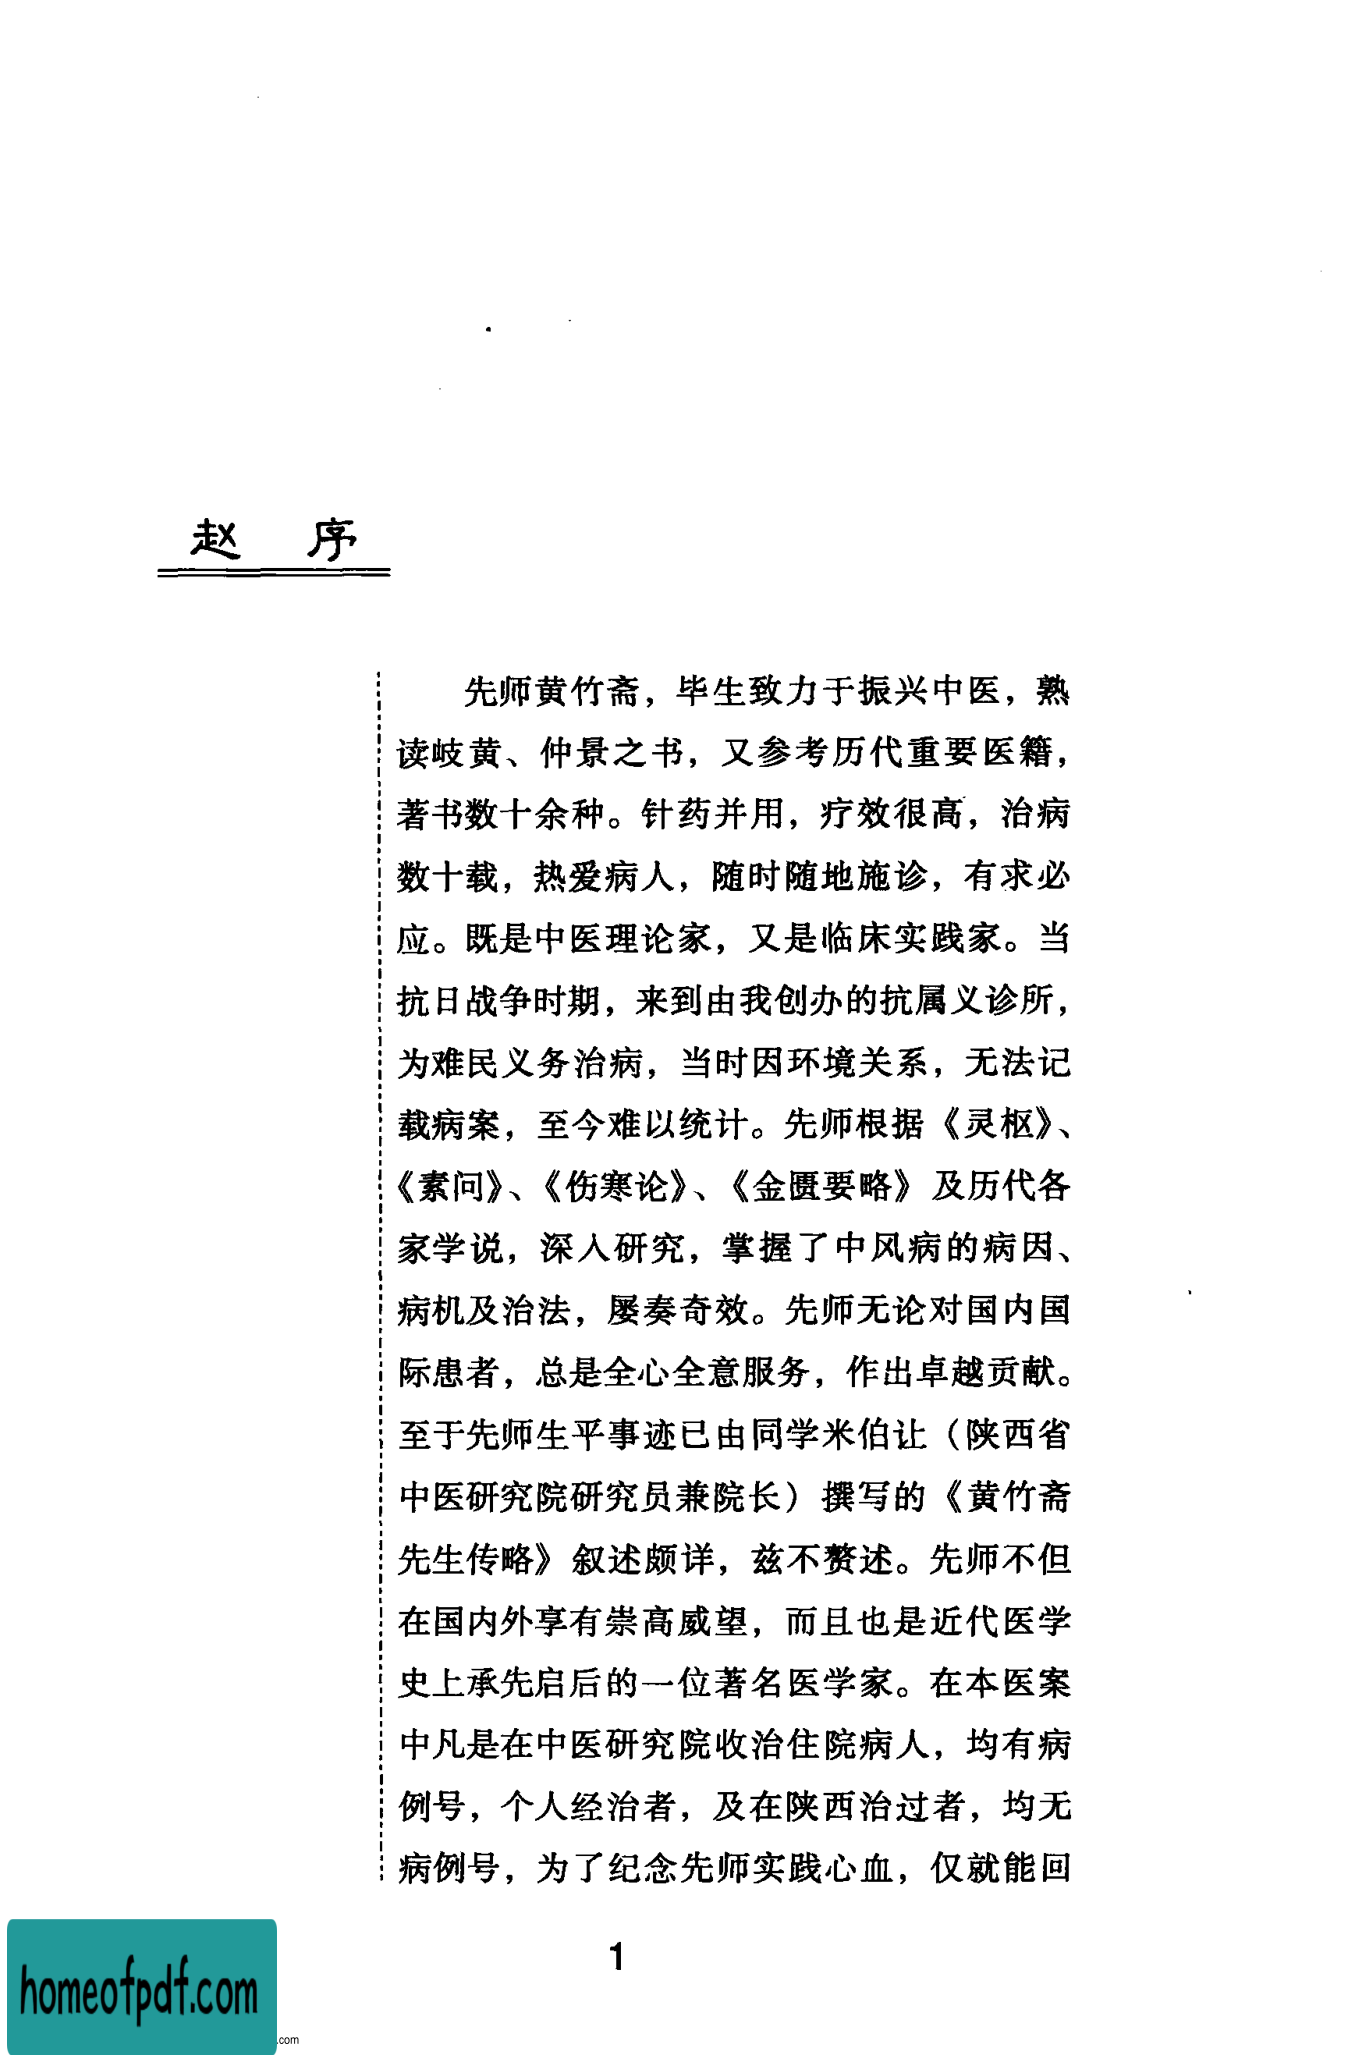 赵 序
先师黄竹斋，毕生致力于振兴中医，熟
读岐黄、仲景之书，又参考历代重要医籍，
著书数十余种。针药并用，疗效很高，治病
数十载，热爱病人，随时随地施诊，有求必
应。既是中医理论家，又是临床实践家。当
抗日战争时期，来到由我创办的抗属义诊所，
为难民义务治病，当时因环境关系，无法记
载病案，至今难以统计。先师根据《灵枢》、
《素问》、《伤寒论》、《金匮要略》及历代各
家学说，深入研究，掌握了中风病的病因、
病机及治法，屡奏奇效。先师无论对国内国
际患者，总是全心全意服务，作出卓越贡献。
至于先师生平事迹已由同学米伯让（陕西省
中医研究院研究员兼院长）撰写的《黄竹斋
先生传略》叙述颇详，兹不赘述。先师不但
在国内外享有崇高威望，而且也是近代医学
史上承先启后的一位著名医学家。在本医案
中凡是在中医研究院收治住院病人，均有病
例号，个人经治者，及在陕西治过者，均无
病例号，为了纪念先师实践心血，仅就能回
1
homeofpdf.com
.com